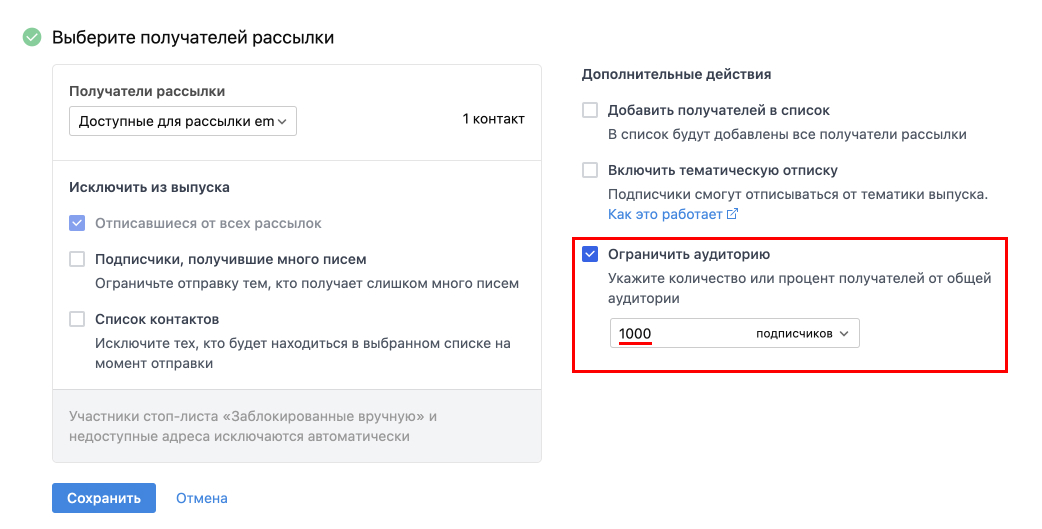 Выберите получателей рассылки
Получатели рассылки
Доступные для рассылки em
1 контакт
Исключить из выпуска
Отписавшиеся от всех рассылок
Подписчики, получившие много писем
Ограничьте отправку тем, кто получает слишком много писем
Список контактов
Исключите тех, кто будет находиться в выбранном списке на
момент отправки
Участники стоп-листа «Заблокированные вручную» и
недоступные адреса исключаются автоматически
Дополнительные действия
Добавить получателей в список
В список будут добавлены все получатели рассылки
Включить тематическую отписку
Подписчики смогут отписываться от тематики выпуска.
Как это работает
Ограничить аудиторию
Укажите количество или процент получателей от общей
аудитории
1000 подписчиков
Сохранить Отмена